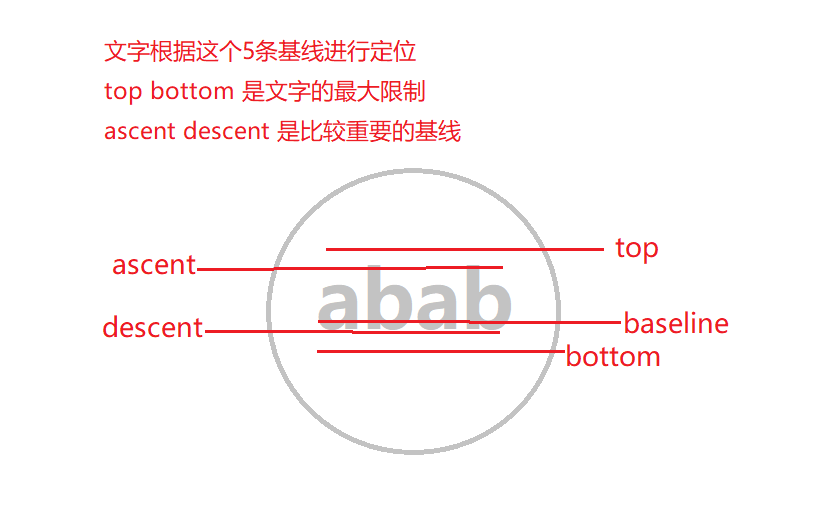 文字根据这个5条基线进行定位
top bottom 是文字的最大限制
ascent descent 是比较重要的基线
top
ascent
abab
baseline
descent
bottom